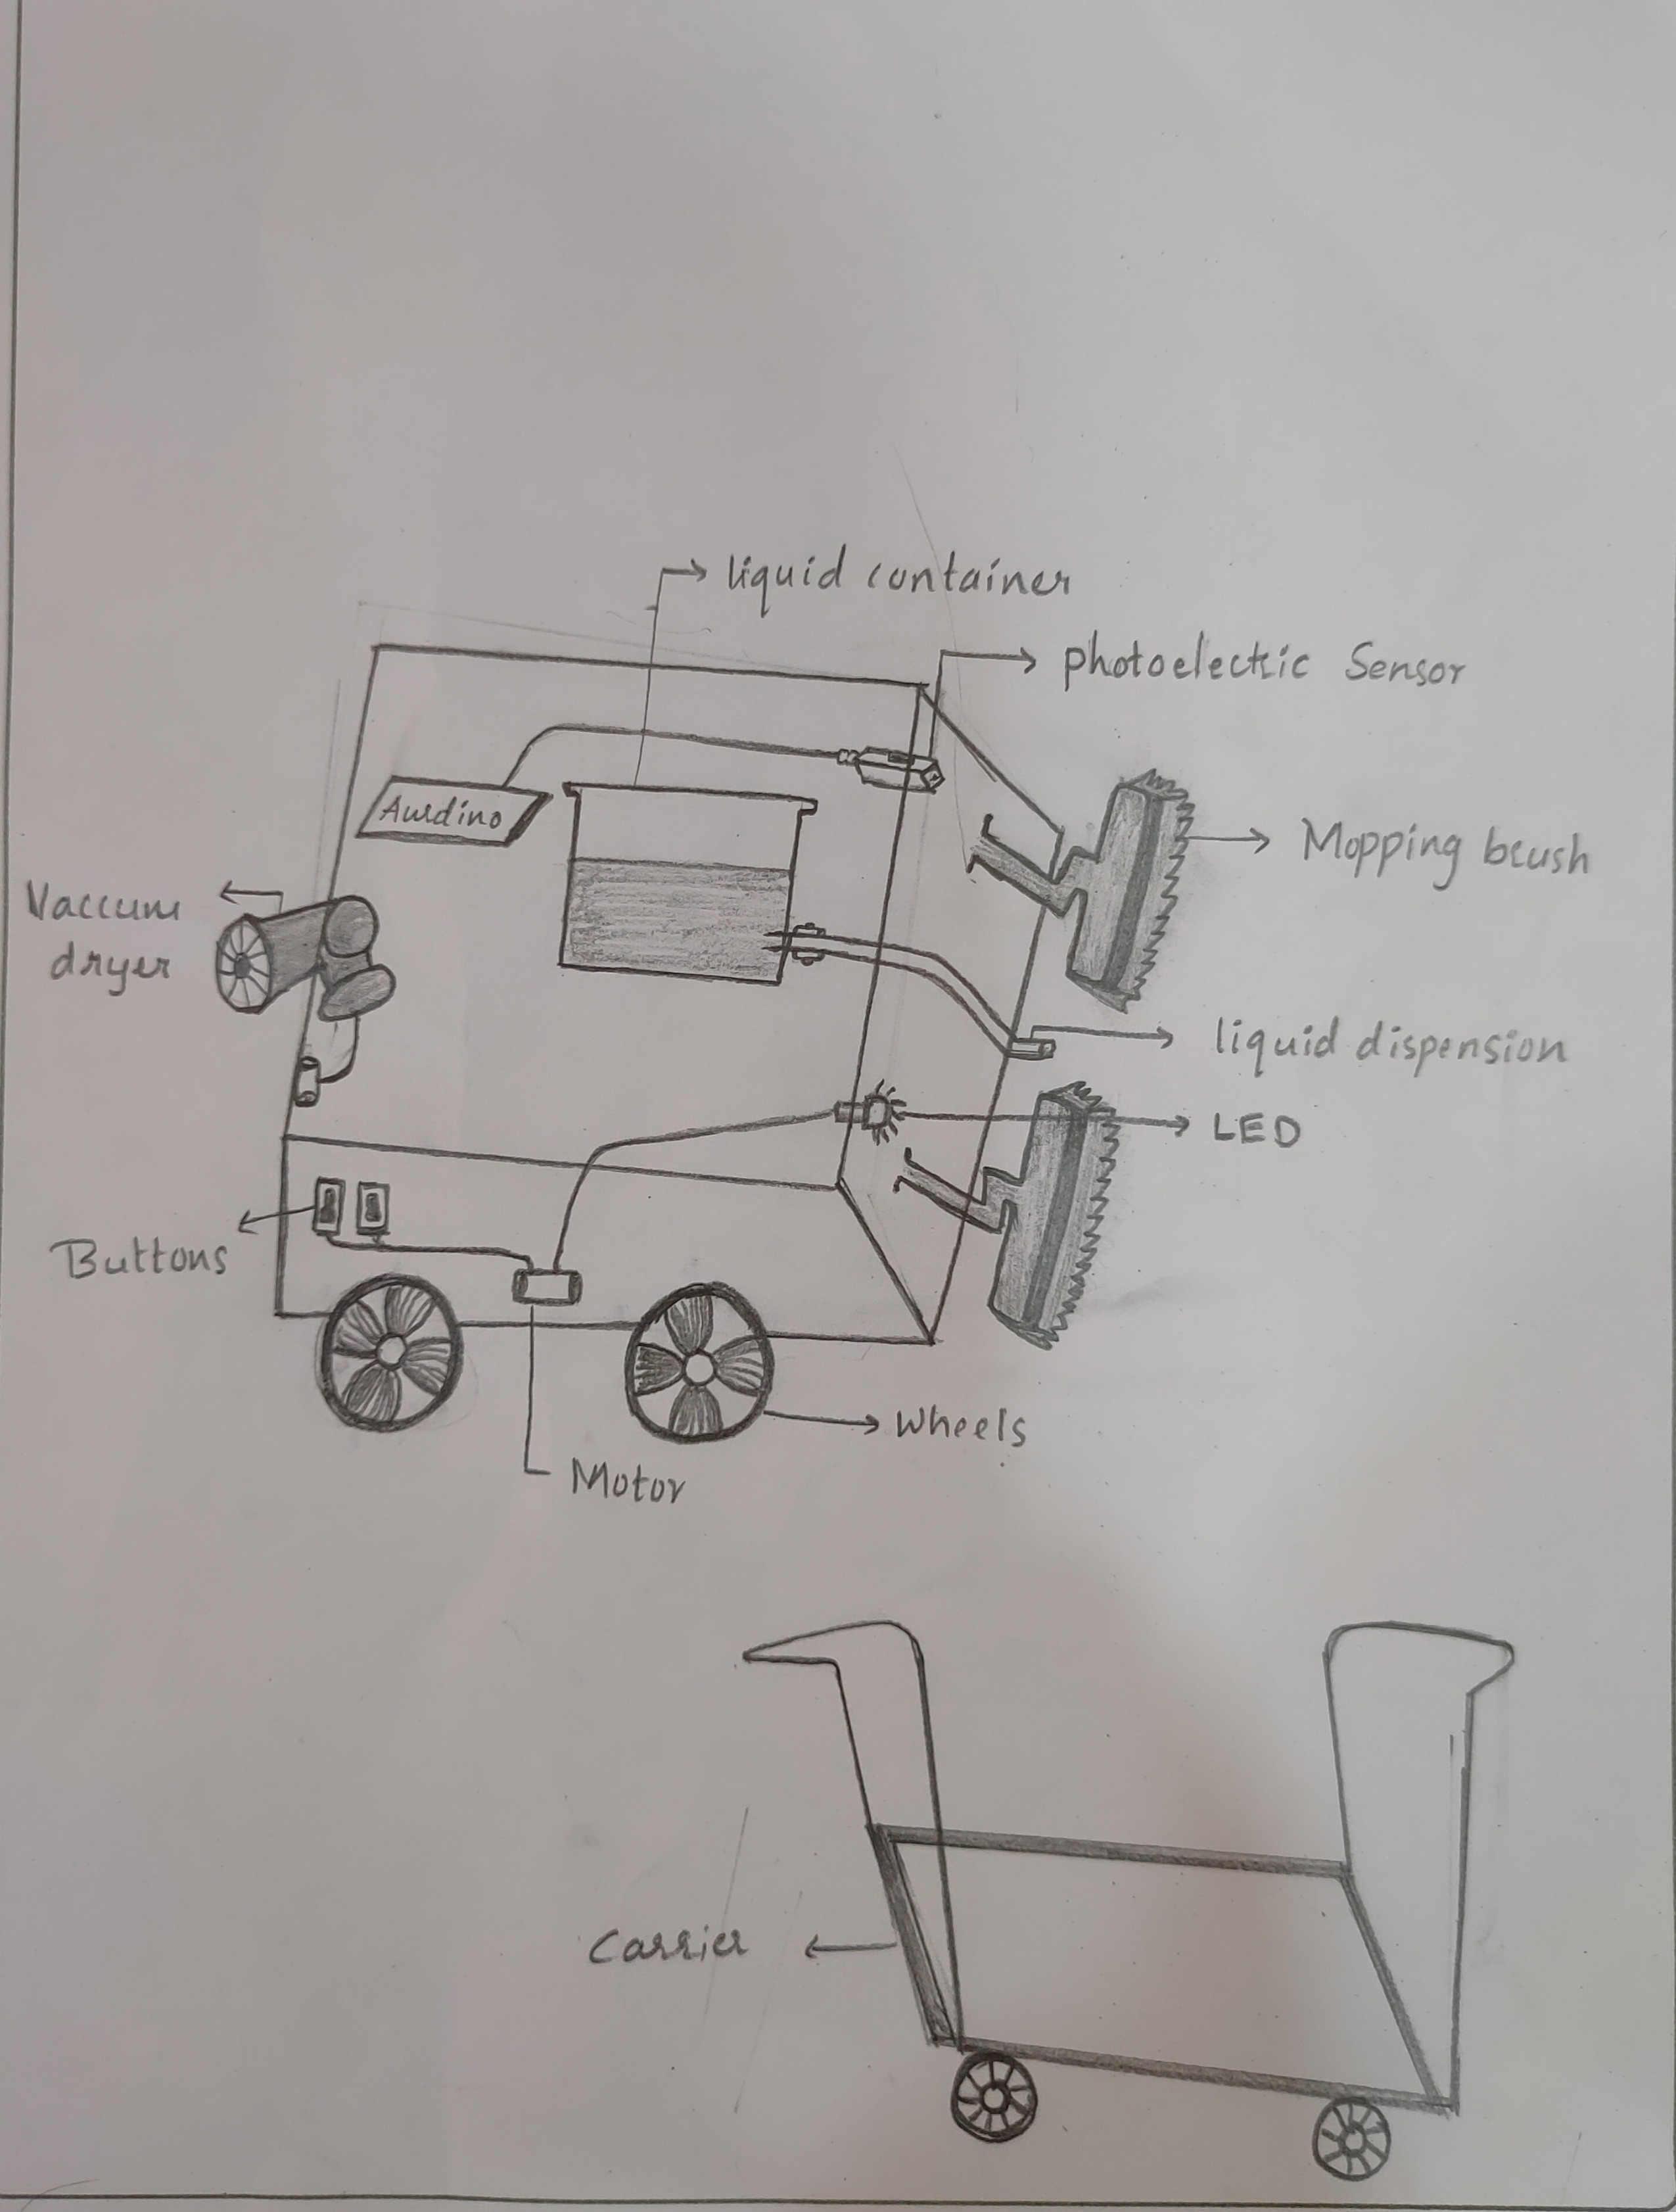 liquid container
photoelectric Sensor
Aurdino
Mopping brush
Vaccum
dryer
liquid dispension
LED
Buttons
Wheels
Motor
Carrier